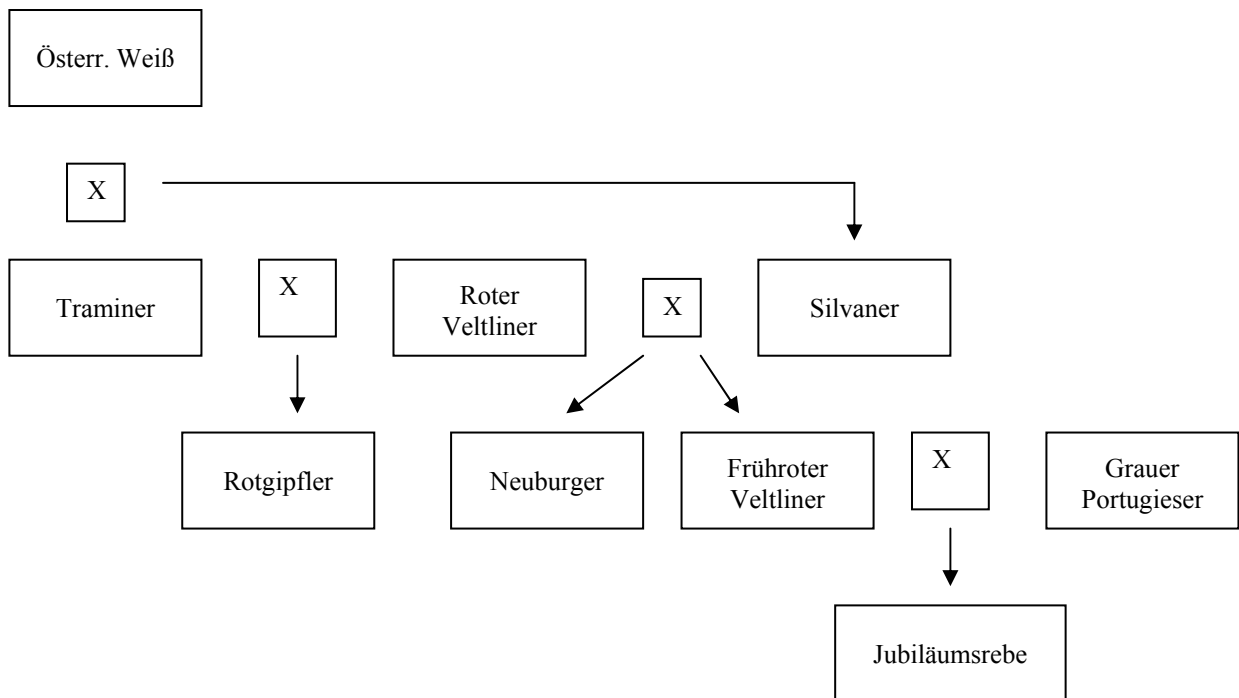 Österr. Weiß
X
Traminer
X
Roter
Veltliner
X
Silvaner
Rotgipfler
Neuburger
Frühroter
Veltliner
X
Grauer
Portugieser
Jubiläumsrebe